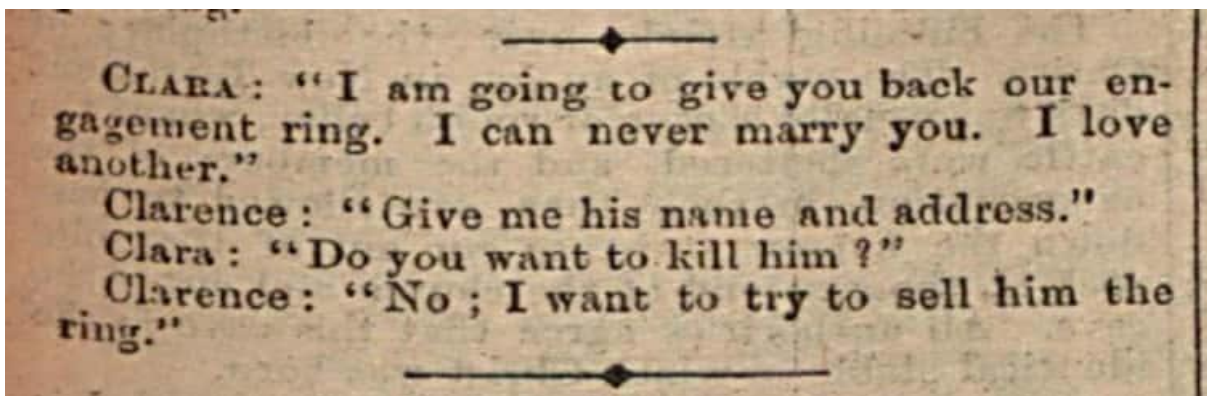 CLARA : “I am going to give you back our en-
gagement ring. I can never marry you. I love
another.”
Clarence : “Give me his name and address.”
Clara : “Do you want to kill him ?”
Clarence : “No ; I want to try to sell him the
ring.”